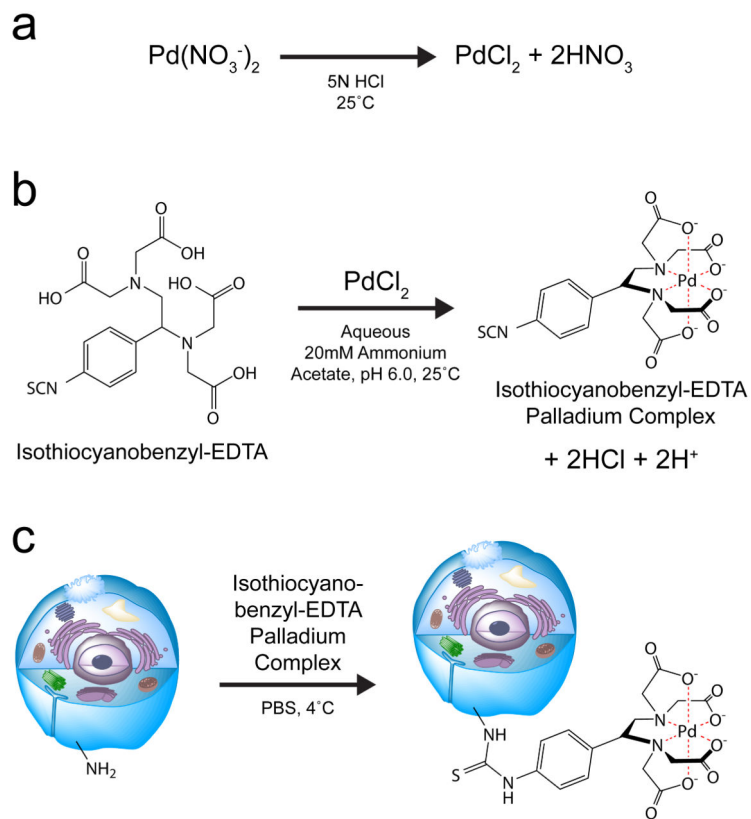 a
Pd(NO₃⁻)₂
5N HCl
25˚C
PdCl₂ + 2HNO₃
b
O
OH
O
HO
N
HO
O
N
O
OH
SCN
Isothiocyanobenzyl-EDTA
PdCl₂
Aqueous
20mM Ammonium
Acetate, pH 6.0, 25˚C
O
O⁻
O
N
O⁻
Pd
N
O⁻
O
O⁻
O
SCN
Isothiocyanobenzyl-EDTA
Palladium Complex
+ 2HCl + 2H⁺
c
NH₂
Isothiocyano-
benzyl-EDTA
Palladium
Complex
PBS, 4˚C
NH
S
N
H
O
O⁻
O
N
O⁻
Pd
N
O⁻
O
O⁻
O